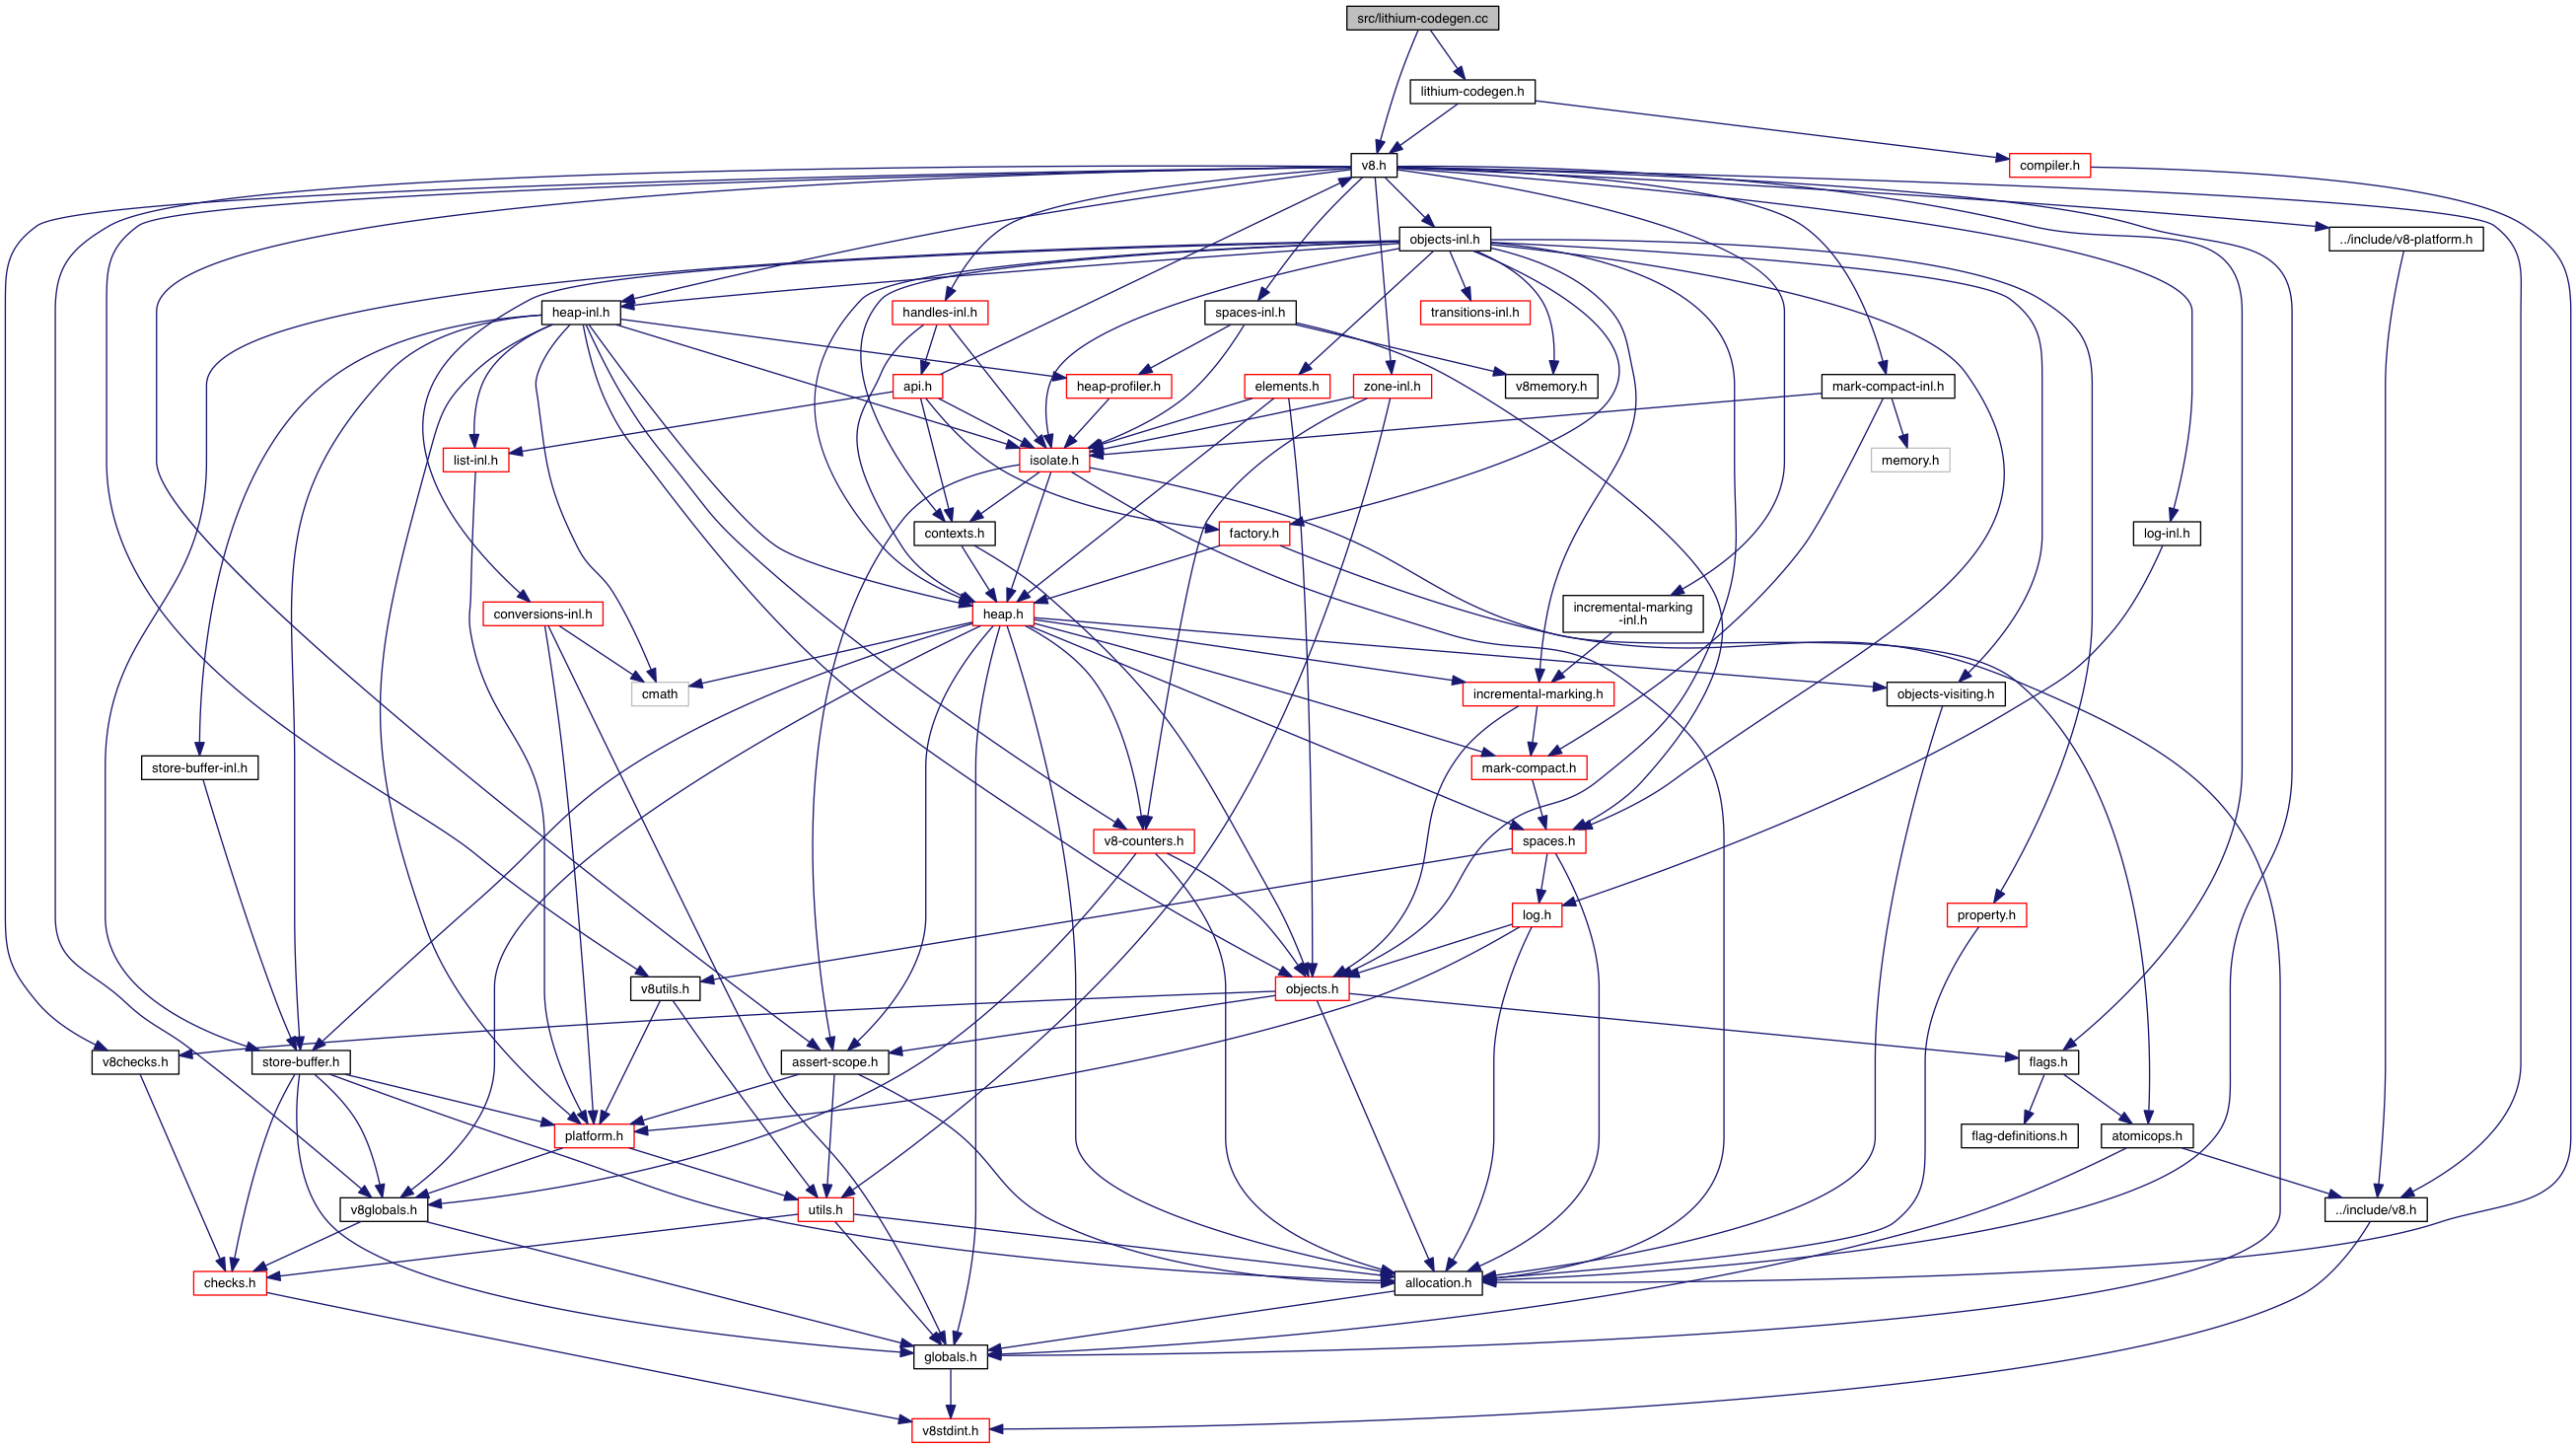 src/lithium-codegen.cc
lithium-codegen.h
v8.h
compiler.h
objects-inl.h
../include/v8-platform.h
heap-inl.h
handles-inl.h
spaces-inl.h
transitions-inl.h
api.h
heap-profiler.h
elements.h
zone-inl.h
v8memory.h
mark-compact-inl.h
list-inl.h
isolate.h
memory.h
contexts.h
factory.h
log-inl.h
conversions-inl.h
heap.h
incremental-marking
-inl.h
cmath
incremental-marking.h
objects-visiting.h
store-buffer-inl.h
mark-compact.h
v8-counters.h
spaces.h
log.h
property.h
v8utils.h
objects.h
v8checks.h
store-buffer.h
assert-scope.h
flags.h
platform.h
flag-definitions.h
atomicops.h
v8globals.h
utils.h
../include/v8.h
checks.h
allocation.h
globals.h
v8stdint.h